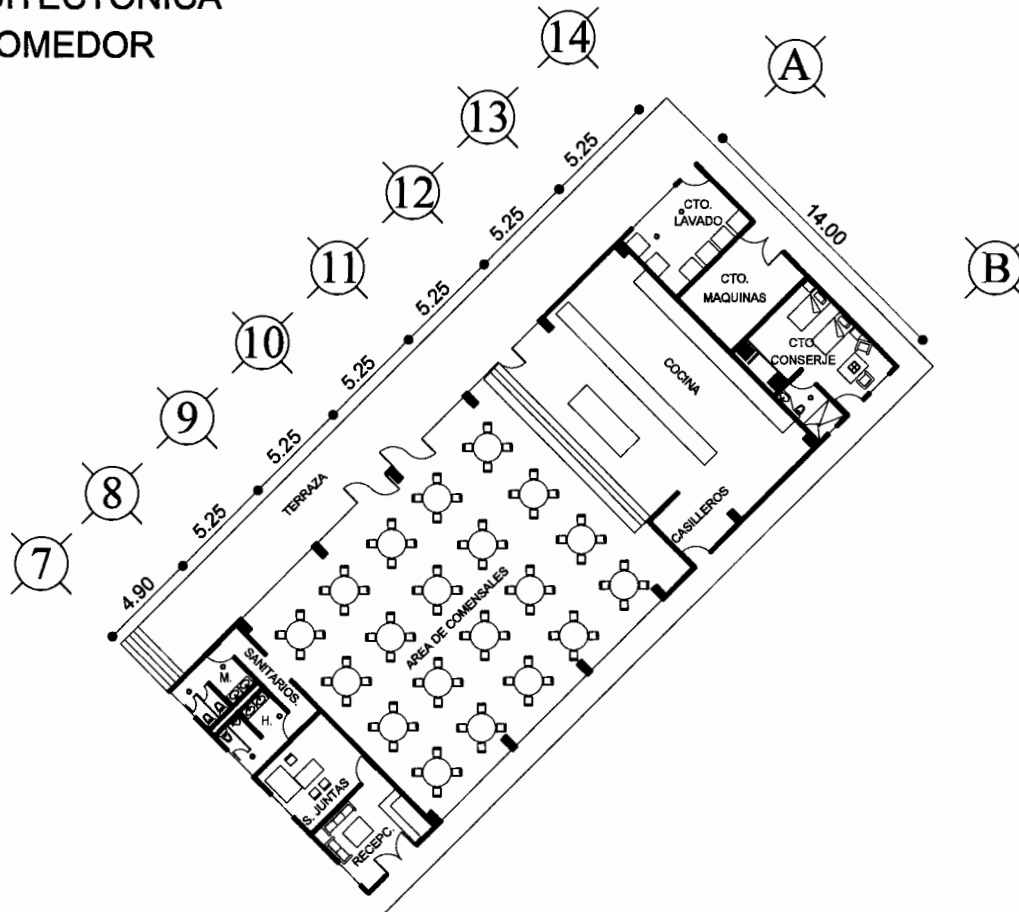 OMEDOR
14
A
13
12
11
B
10
9
8
7
5.25
5.25
5.25
5.25
5.25
5.25
4.90
14.00
CTO.
LAVADO
CTO.
MAQUINAS
CTO.
CONSERJE
COCINA
CASILLEROS
TERRAZA
AREA DE COMENSALES
SANITARIOS.
M.
H.
S. JUNTAS
RECEPC.